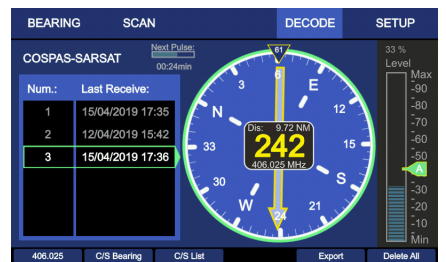 BEARING SCAN DECODE SETUP
COSPAS-SARSAT
Next Pulse:
00:24min
Num.: Last Receive:
1 15/04/2019 17:35
2 12/04/2019 15:42
3 15/04/2019 17:36
61
6
3
E
N
12
33
15
30
S
W
21
24
Dis: 9.72 NM
242
406.025 MHz
33 %
Level
Max
-90
-80
-70
-60
-50
A
-30
-20
-10
Min
406.025 C/S Bearing C/S List Export Delete All